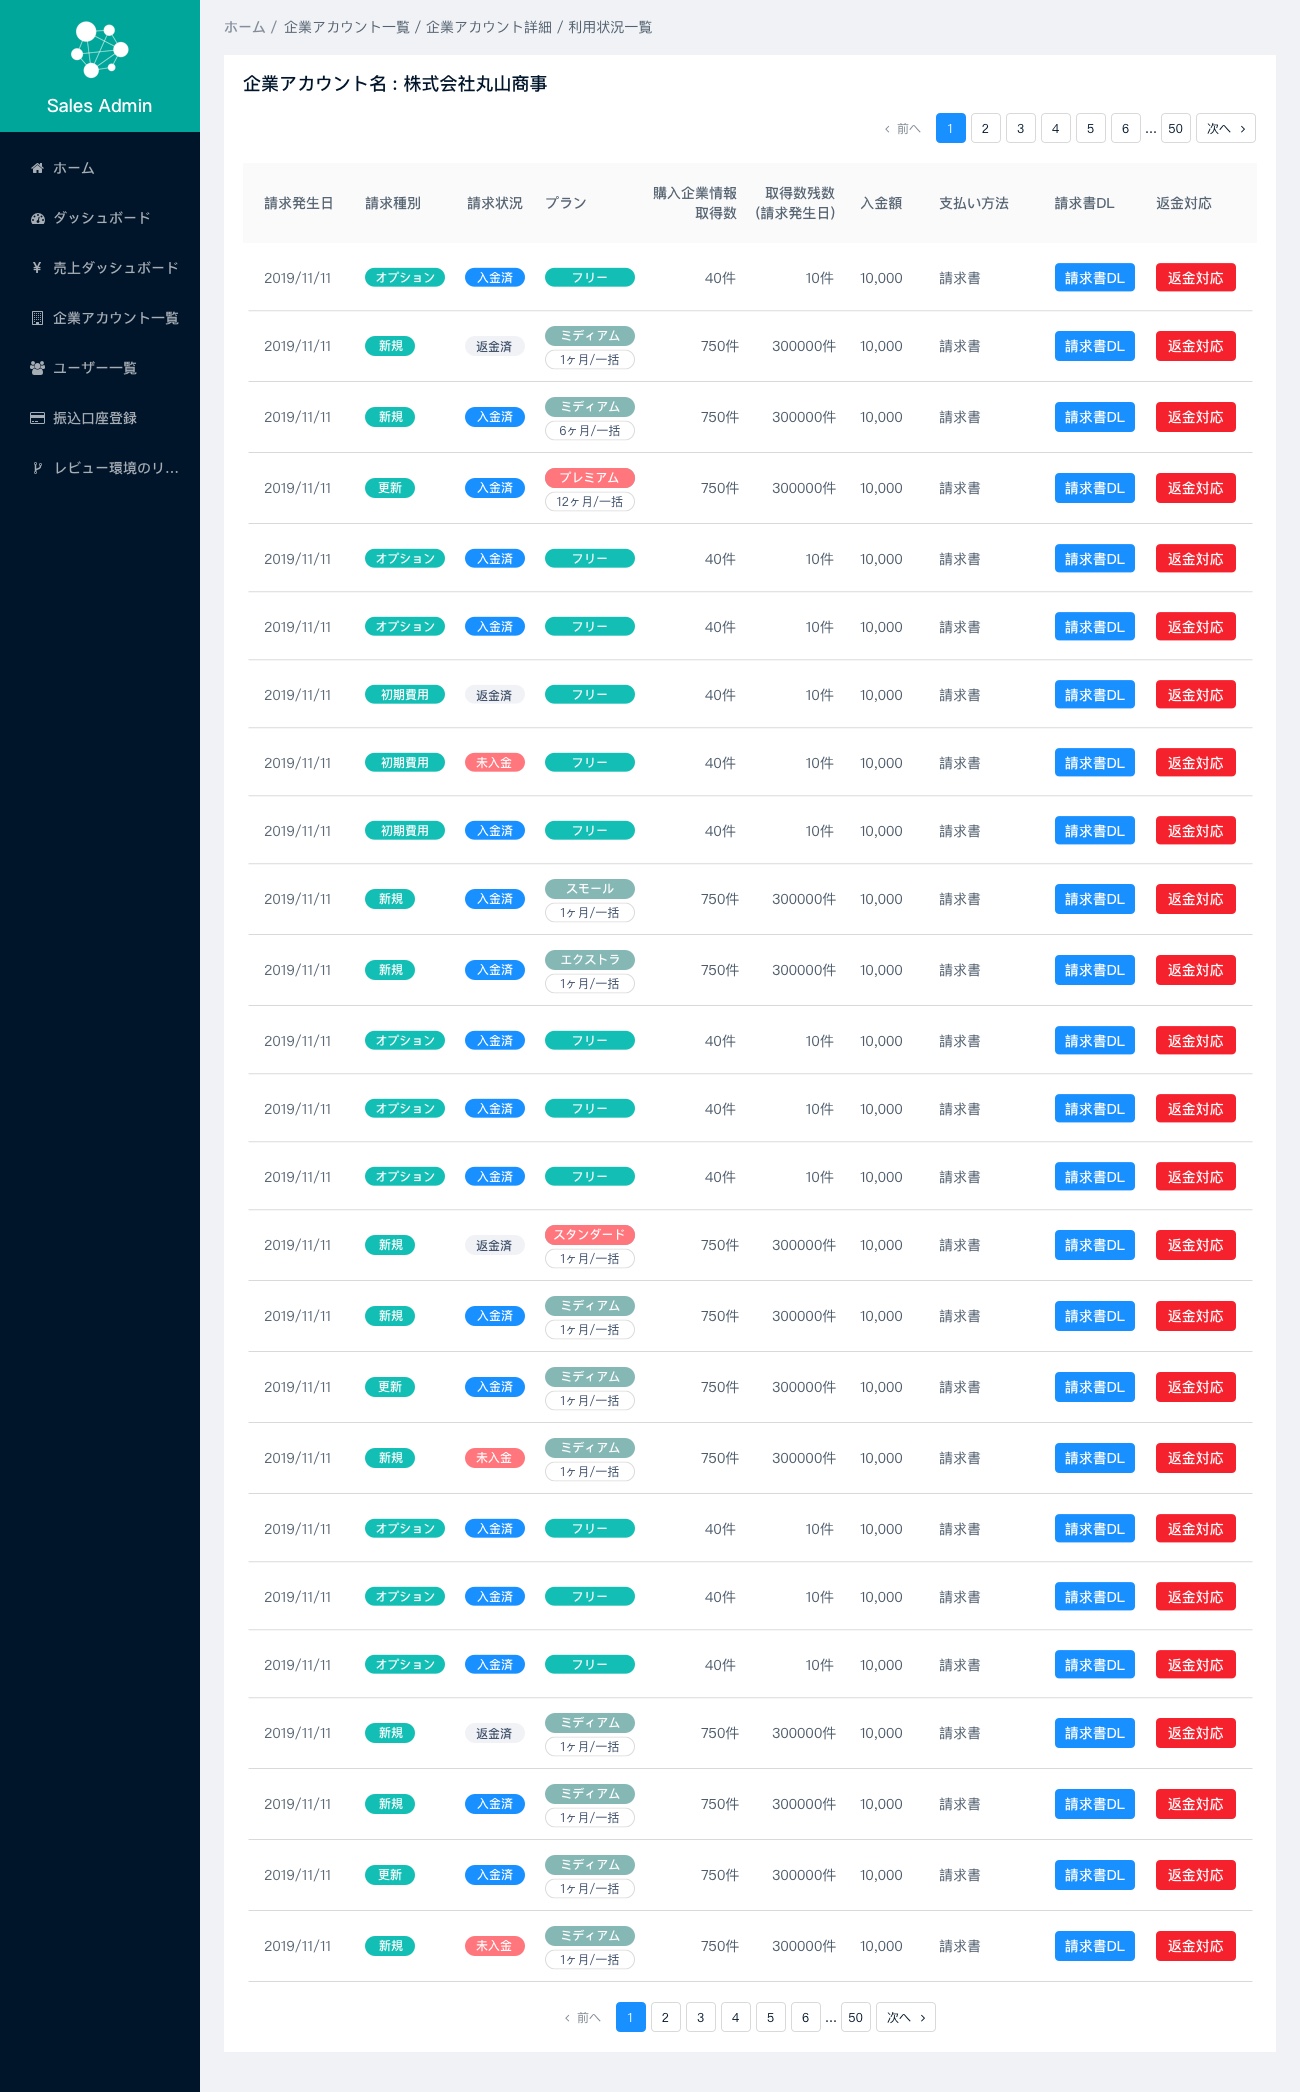 Sales Admin
ホーム
ダッシュボード
売上ダッシュボード
企業アカウント一覧
ユーザー一覧
振込口座登録
レビュー環境のリ...
ホーム / 企業アカウント一覧 / 企業アカウント詳細 / 利用状況一覧
企業アカウント名：株式会社丸山商事
< 前へ 1 2 3 4 5 6 ... 50 次へ >
請求発生日 請求種別 請求状況 プラン 購入企業情報取得数 取得数残数(請求発生日) 入金額 支払い方法 請求書DL 返金対応
2019/11/11 オプション 入金済 フリー 40件 10件 10,000 請求書 請求書DL 返金対応
2019/11/11 新規 返金済 ミディアム 1ヶ月/一括 750件 300000件 10,000 請求書 請求書DL 返金対応
2019/11/11 新規 入金済 ミディアム 6ヶ月/一括 750件 300000件 10,000 請求書 請求書DL 返金対応
2019/11/11 更新 入金済 プレミアム 12ヶ月/一括 750件 300000件 10,000 請求書 請求書DL 返金対応
2019/11/11 オプション 入金済 フリー 40件 10件 10,000 請求書 請求書DL 返金対応
2019/11/11 オプション 入金済 フリー 40件 10件 10,000 請求書 請求書DL 返金対応
2019/11/11 初期費用 返金済 フリー 40件 10件 10,000 請求書 請求書DL 返金対応
2019/11/11 初期費用 未入金 フリー 40件 10件 10,000 請求書 請求書DL 返金対応
2019/11/11 初期費用 入金済 フリー 40件 10件 10,000 請求書 請求書DL 返金対応
2019/11/11 新規 入金済 スモール 1ヶ月/一括 750件 300000件 10,000 請求書 請求書DL 返金対応
2019/11/11 新規 入金済 エクストラ 1ヶ月/一括 750件 300000件 10,000 請求書 請求書DL 返金対応
2019/11/11 オプション 入金済 フリー 40件 10件 10,000 請求書 請求書DL 返金対応
2019/11/11 オプション 入金済 フリー 40件 10件 10,000 請求書 請求書DL 返金対応
2019/11/11 オプション 入金済 フリー 40件 10件 10,000 請求書 請求書DL 返金対応
2019/11/11 新規 返金済 スタンダード 1ヶ月/一括 750件 300000件 10,000 請求書 請求書DL 返金対応
2019/11/11 新規 入金済 ミディアム 1ヶ月/一括 750件 300000件 10,000 請求書 請求書DL 返金対応
2019/11/11 更新 入金済 ミディアム 1ヶ月/一括 750件 300000件 10,000 請求書 請求書DL 返金対応
2019/11/11 新規 未入金 ミディアム 1ヶ月/一括 750件 300000件 10,000 請求書 請求書DL 返金対応
2019/11/11 オプション 入金済 フリー 40件 10件 10,000 請求書 請求書DL 返金対応
2019/11/11 オプション 入金済 フリー 40件 10件 10,000 請求書 請求書DL 返金対応
2019/11/11 オプション 入金済 フリー 40件 10件 10,000 請求書 請求書DL 返金対応
2019/11/11 新規 返金済 ミディアム 1ヶ月/一括 750件 300000件 10,000 請求書 請求書DL 返金対応
2019/11/11 新規 入金済 ミディアム 1ヶ月/一括 750件 300000件 10,000 請求書 請求書DL 返金対応
2019/11/11 更新 入金済 ミディアム 1ヶ月/一括 750件 300000件 10,000 請求書 請求書DL 返金対応
2019/11/11 新規 未入金 ミディアム 1ヶ月/一括 750件 300000件 10,000 請求書 請求書DL 返金対応
< 前へ 1 2 3 4 5 6 ... 50 次へ >